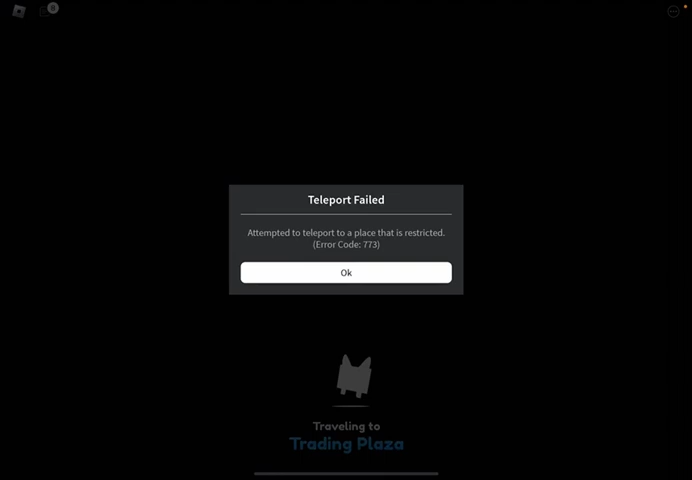 Teleport Failed
Attempted to teleport to a place that is restricted.
(Error Code: 773)
Ok
Traveling to
Trading Plaza